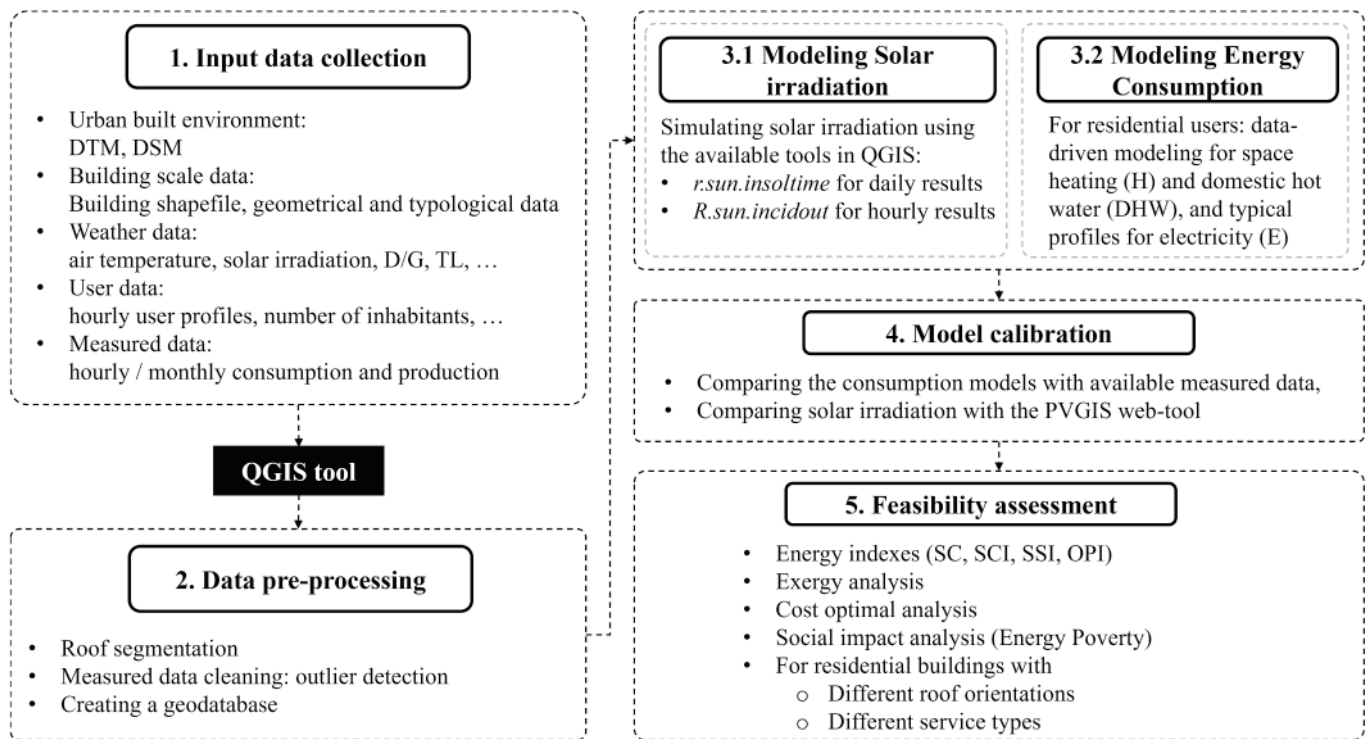 1. Input data collection
• Urban built environment:
DTM, DSM
• Building scale data:
Building shapefile, geometrical and typological data
• Weather data:
air temperature, solar irradiation, D/G, TL, …
• User data:
hourly user profiles, number of inhabitants, …
• Measured data:
hourly / monthly consumption and production
QGIS tool
2. Data pre-processing
• Roof segmentation
• Measured data cleaning: outlier detection
• Creating a geodatabase
3.1 Modeling Solar
irradiation
Simulating solar irradiation using
the available tools in QGIS:
• r.sun.insoltime for daily results
• R.sun.incidout for hourly results
3.2 Modeling Energy
Consumption
For residential users: data-
driven modeling for space
heating (H) and domestic hot
water (DHW), and typical
profiles for electricity (E)
4. Model calibration
• Comparing the consumption models with available measured data,
• Comparing solar irradiation with the PVGIS web-tool
5. Feasibility assessment
• Energy indexes (SC, SCI, SSI, OPI)
• Exergy analysis
• Cost optimal analysis
• Social impact analysis (Energy Poverty)
• For residential buildings with
o Different roof orientations
o Different service types